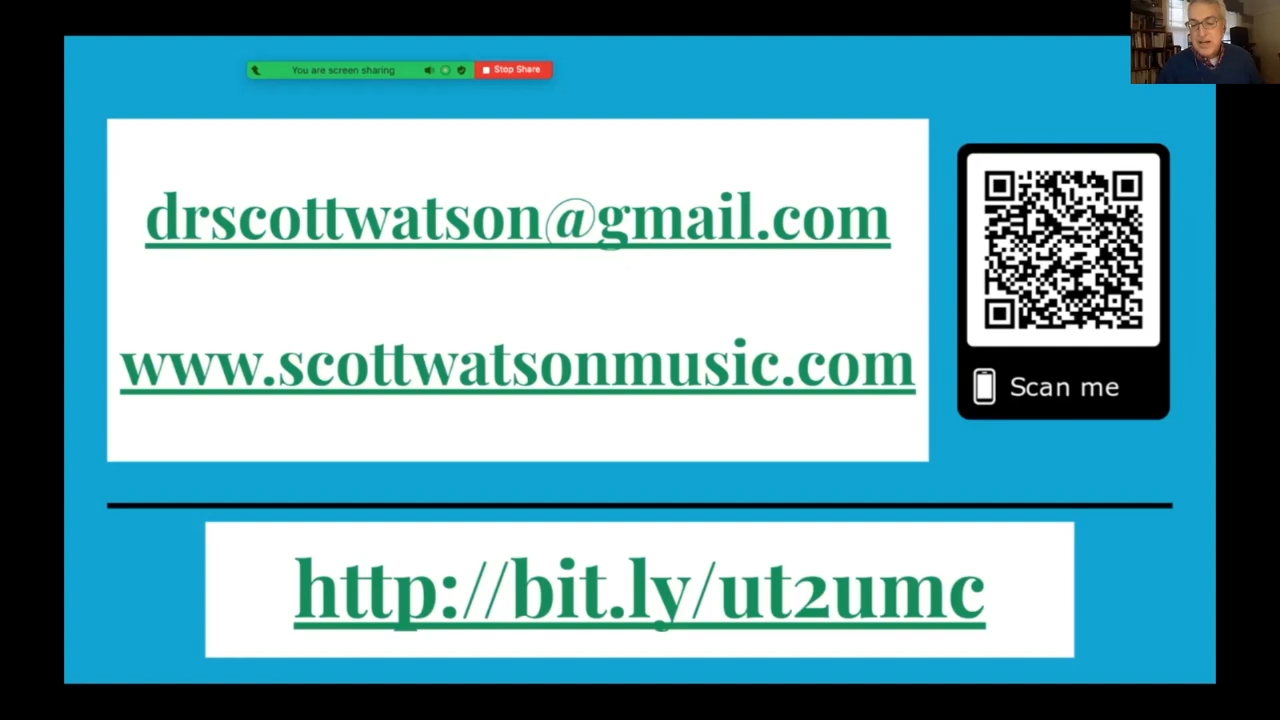 You are screen sharing
Stop Share
drscottwatson@gmail.com
www.scottwatsonmusic.com
Scan me
http://bit.ly/ut2umc